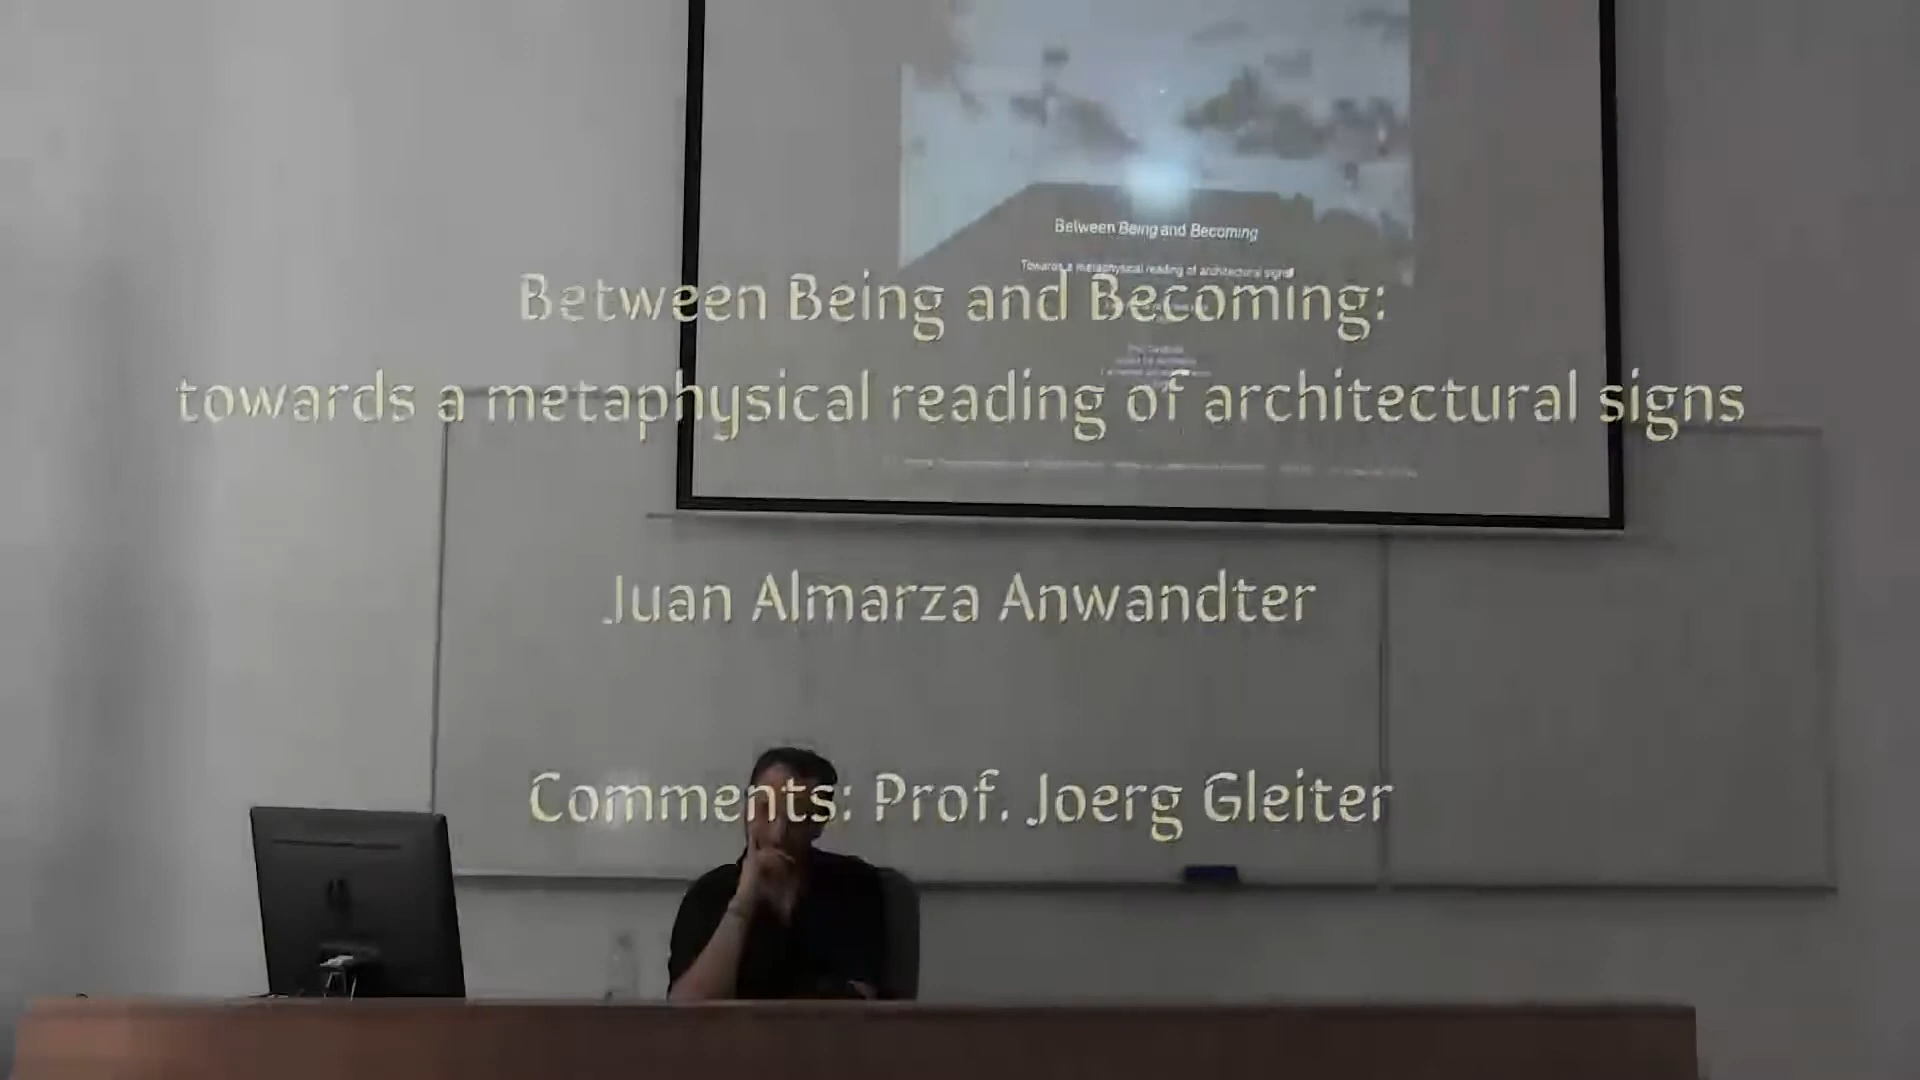 Between Being and Becoming
Towards a metaphysical reading of architectural signs
Between Being and Becoming:
towards a metaphysical reading of architectural signs
Juan Almarza Anwandter
Comments: Prof. Joerg Gleiter